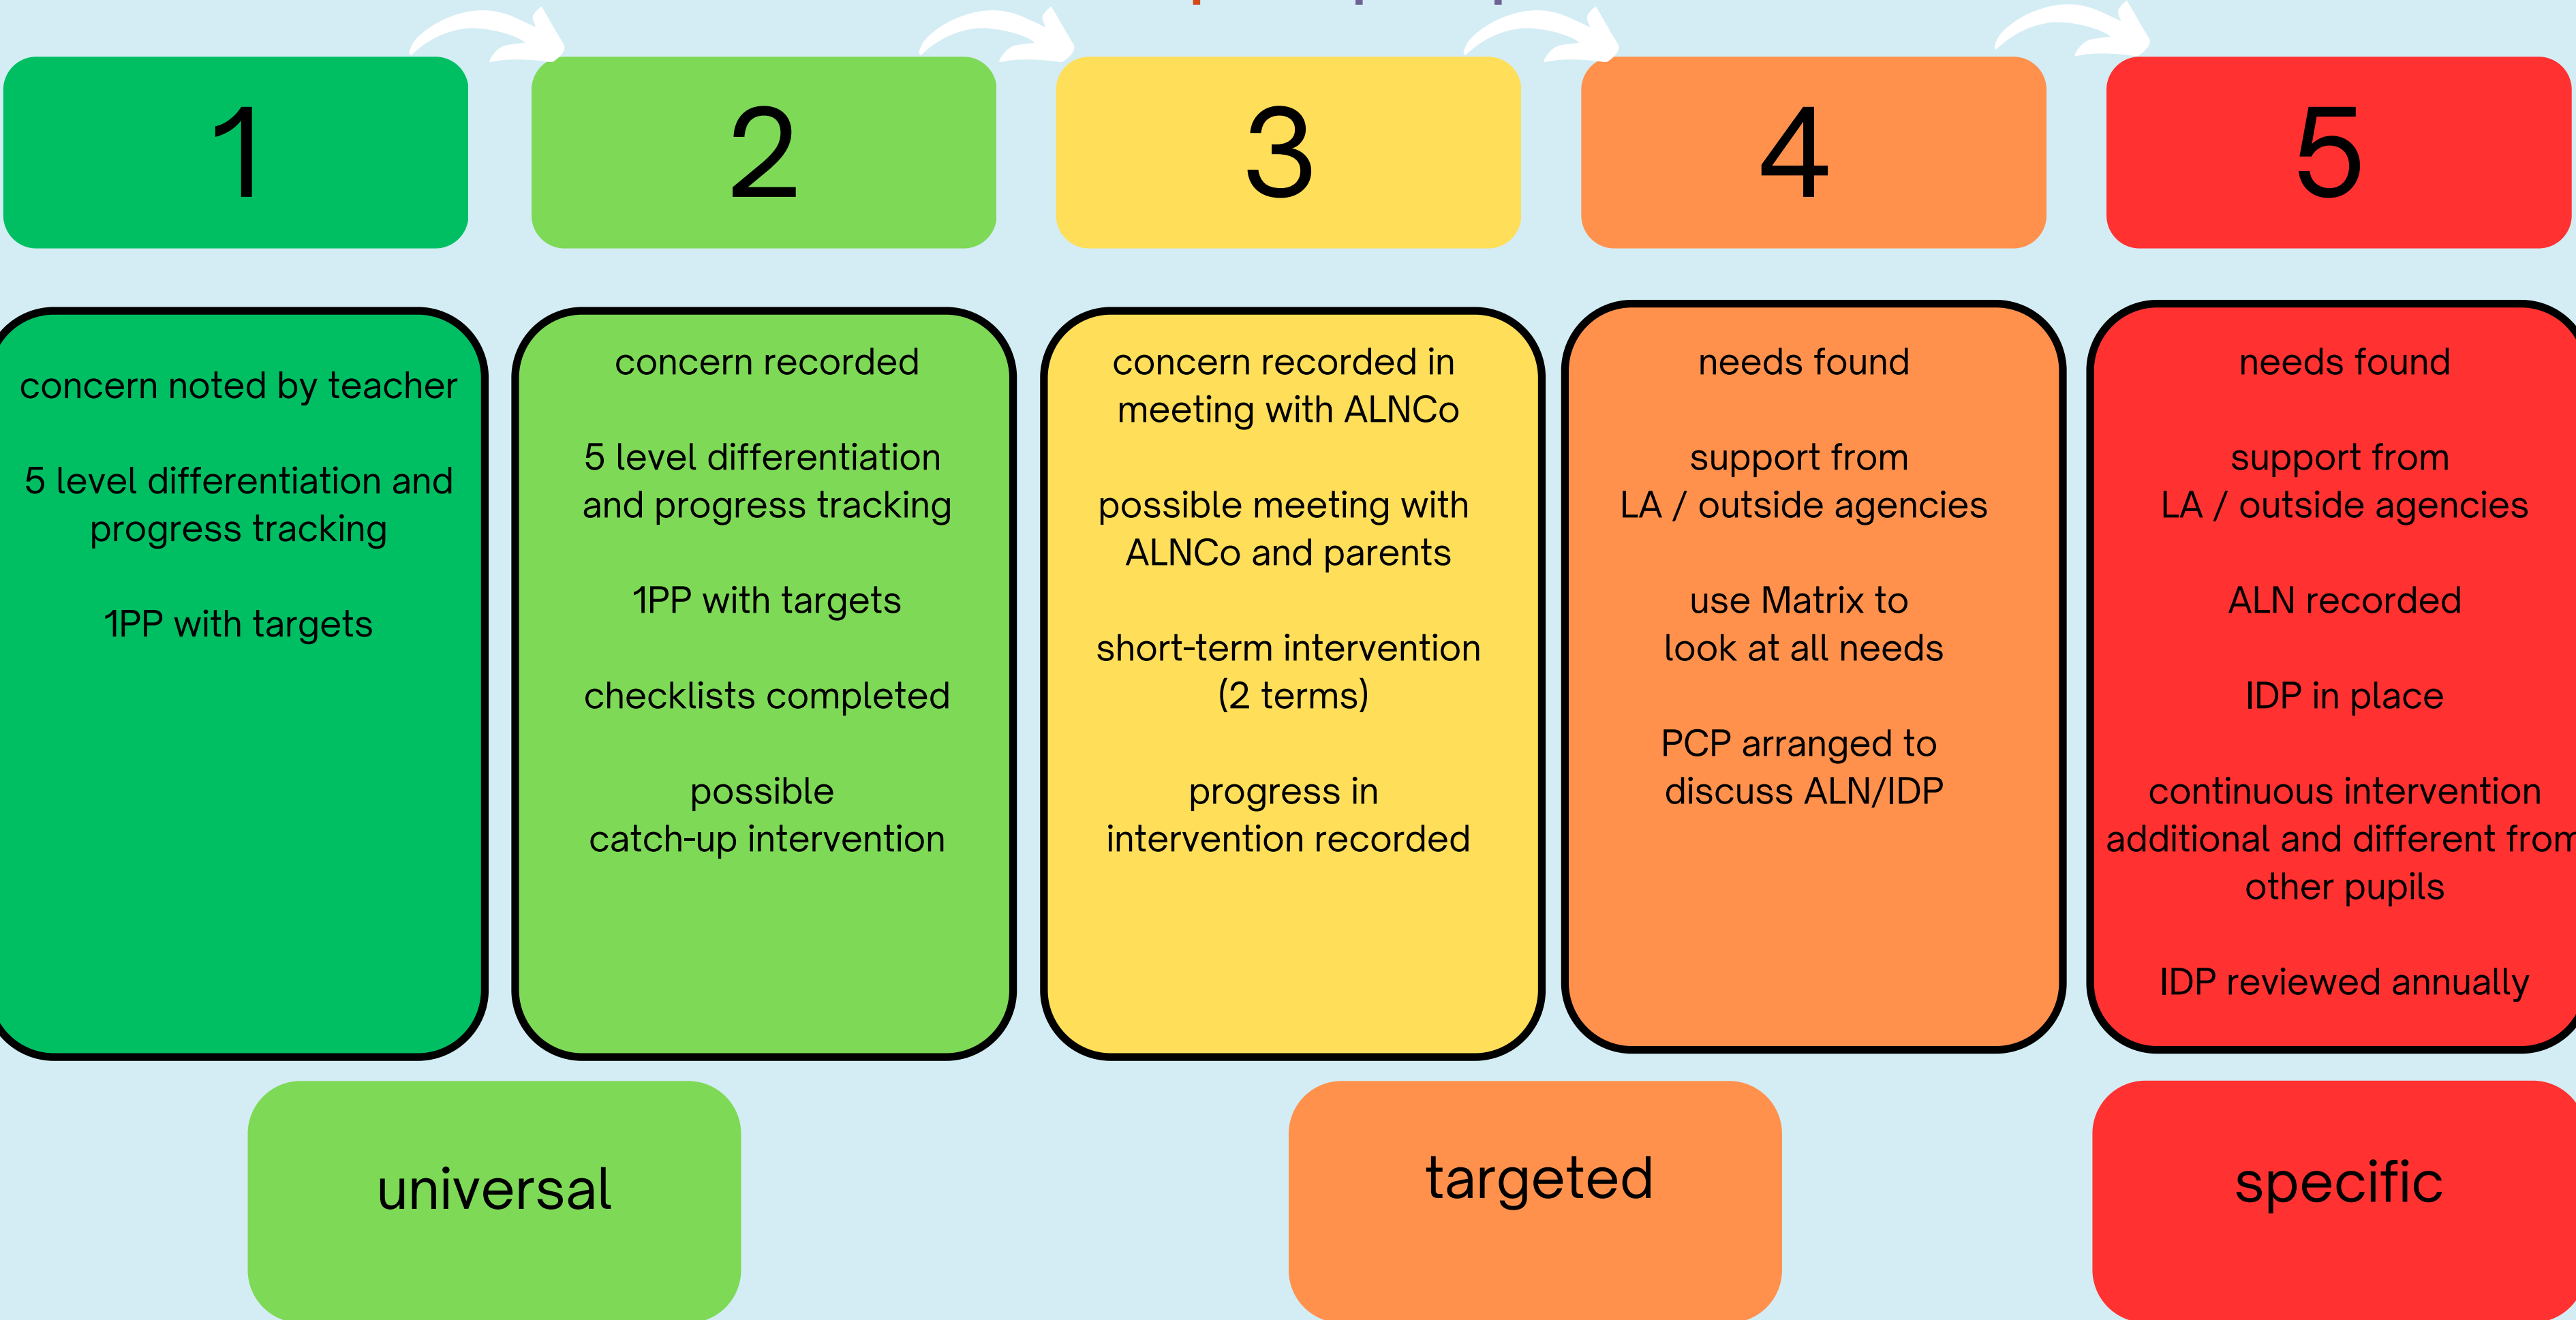 1
2
3
4
5
concern noted by teacher
5 level differentiation and
progress tracking
1PP with targets
concern recorded
5 level differentiation
and progress tracking
1PP with targets
checklists completed
possible
catch-up intervention
concern recorded in
meeting with ALNCo
possible meeting with
ALNCo and parents
short-term intervention
(2 terms)
progress in
intervention recorded
needs found
support from
LA / outside agencies
use Matrix to
look at all needs
PCP arranged to
discuss ALN/IDP
needs found
support from
LA / outside agencies
ALN recorded
IDP in place
continuous intervention
additional and different from
other pupils
IDP reviewed annually
universal
targeted
specific